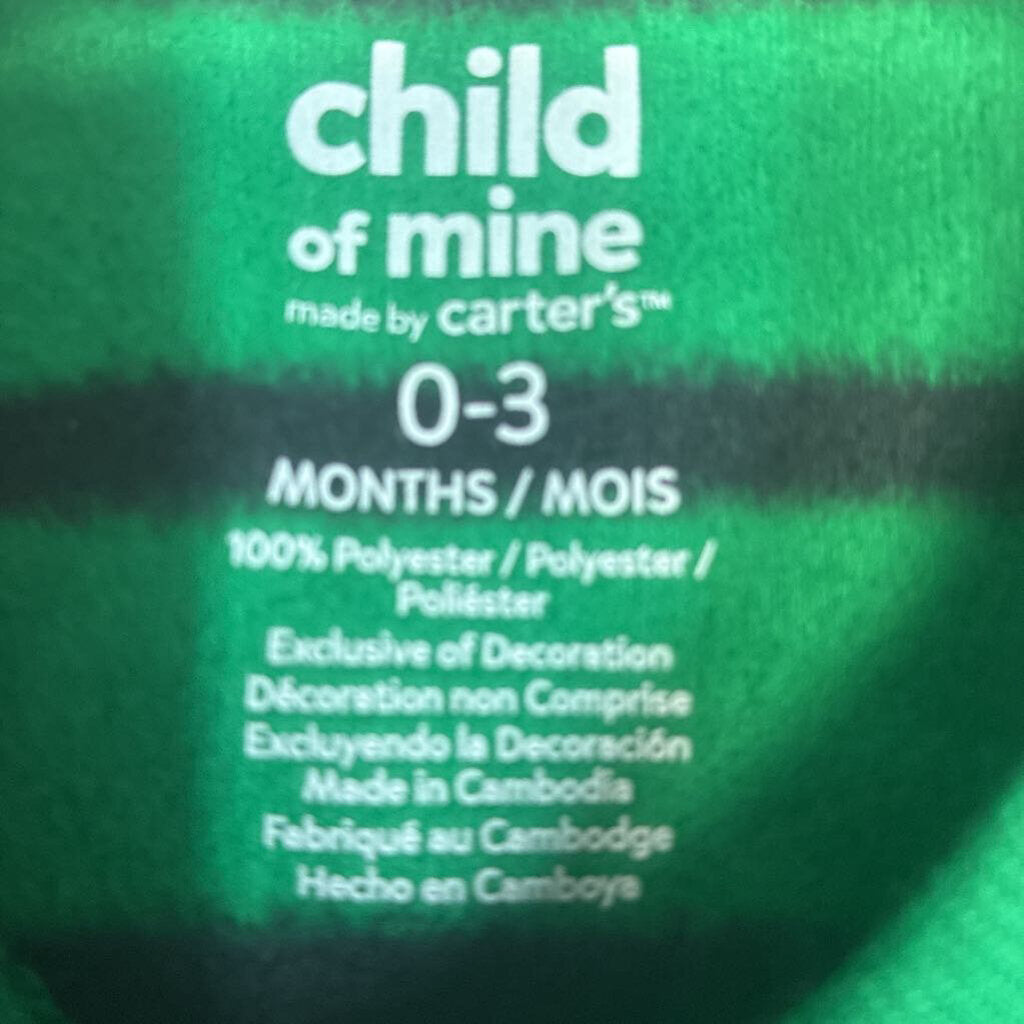 child
of mine
made by carter's™
0-3
MONTHS / MOIS
100% Polyester / Polyester /
Poliéster
Exclusive of Decoration
Décoration non Comprise
Excluyendo la Decoración
Made in Cambodia
Fabriqué au Cambodge
Hecho en Camboya